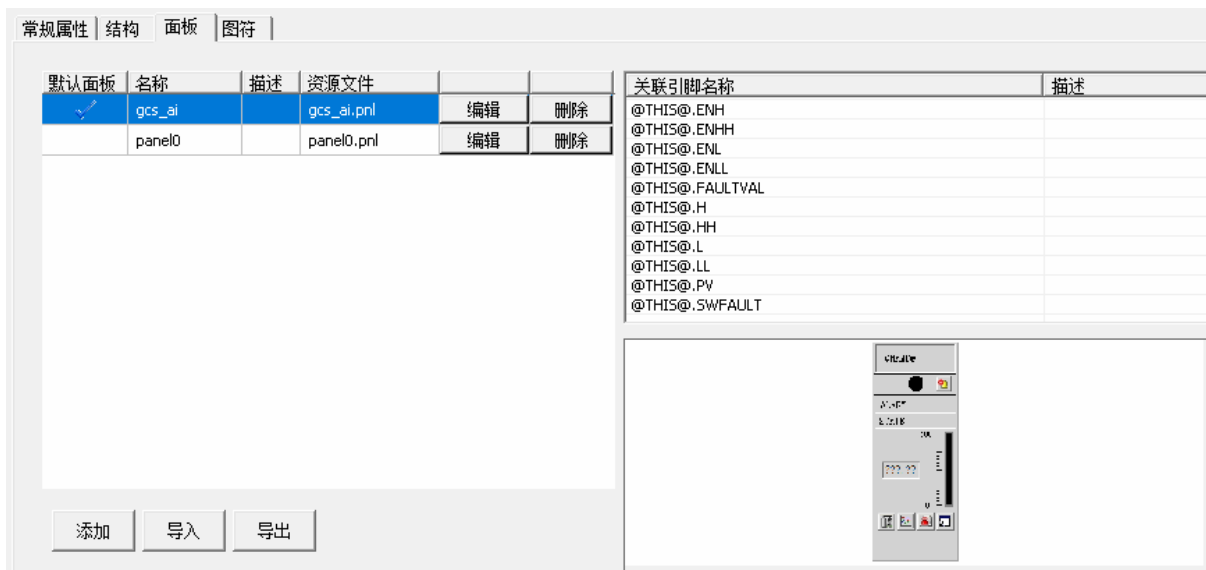 常规属性 结构 面板 图符
默认面板 名称 描述 资源文件
gcs_ai gcs_ai.pnl 编辑 删除
panel0 panel0.pnl 编辑 删除
添加 导入 导出
关联引脚名称 描述
@THIS@.ENH
@THIS@.ENHH
@THIS@.ENL
@THIS@.ENLL
@THIS@.FAULTVAL
@THIS@.H
@THIS@.HH
@THIS@.L
@THIS@.LL
@THIS@.PV
@THIS@.SWFAULT
???.??
0